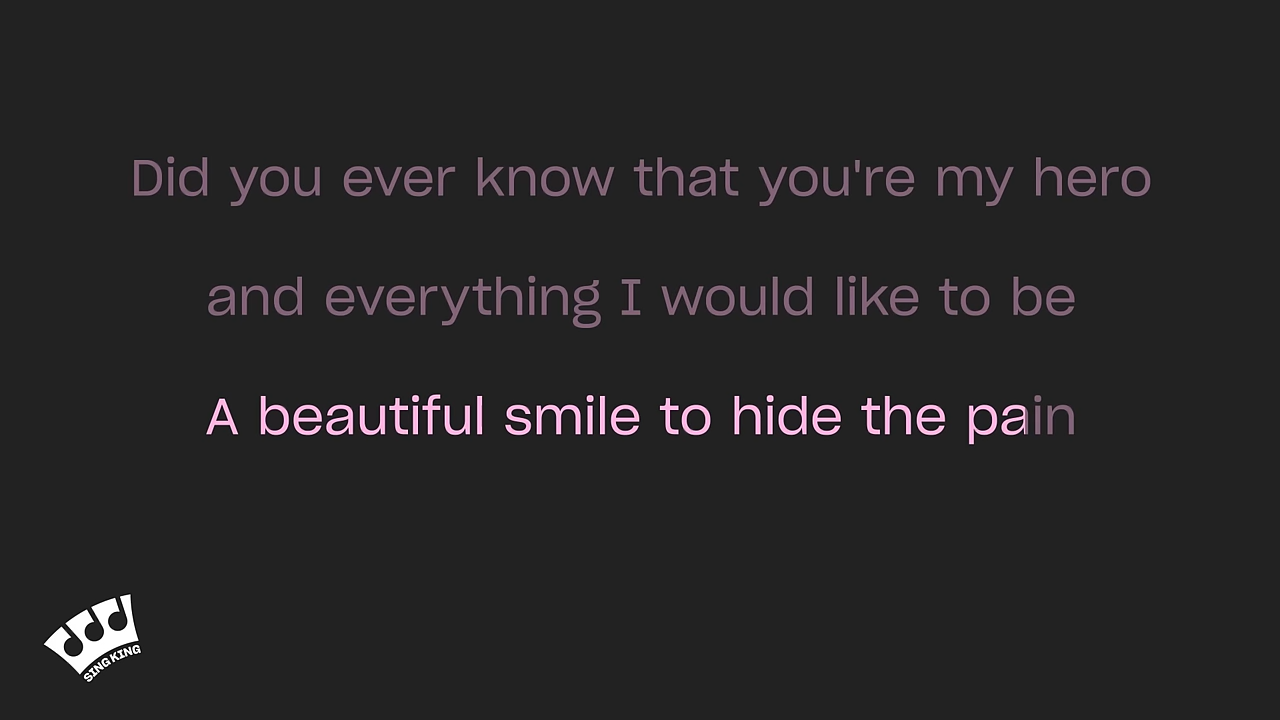 Did you ever know that you're my hero
and everything I would like to be
A beautiful smile to hide the pain
SING KING